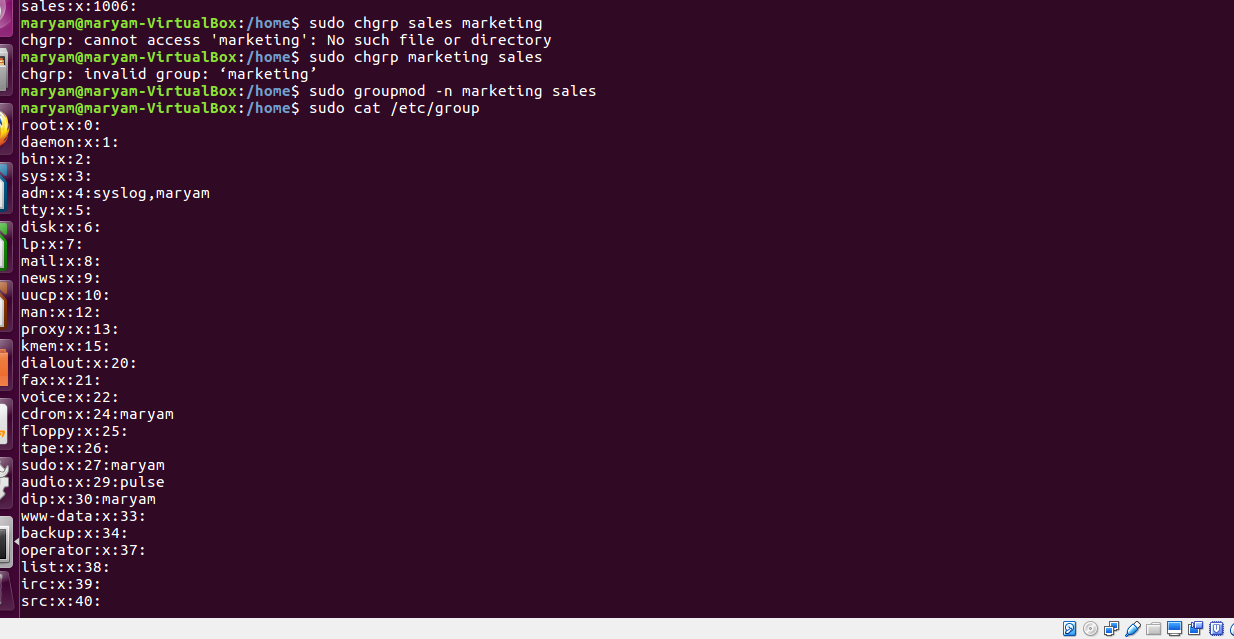 sales:x:1006:
maryam@maryam-VirtualBox:/home$ sudo chgrp sales marketing
chgrp: cannot access 'marketing': No such file or directory
maryam@maryam-VirtualBox:/home$ sudo chgrp marketing sales
chgrp: invalid group: ‘marketing’
maryam@maryam-VirtualBox:/home$ sudo groupmod -n marketing sales
maryam@maryam-VirtualBox:/home$ sudo cat /etc/group
root:x:0:
daemon:x:1:
bin:x:2:
sys:x:3:
adm:x:4:syslog,maryam
tty:x:5:
disk:x:6:
lp:x:7:
mail:x:8:
news:x:9:
uucp:x:10:
man:x:12:
proxy:x:13:
kmem:x:15:
dialout:x:20:
fax:x:21:
voice:x:22:
cdrom:x:24:maryam
floppy:x:25:
tape:x:26:
sudo:x:27:maryam
audio:x:29:pulse
dip:x:30:maryam
www-data:x:33:
backup:x:34:
operator:x:37:
list:x:38:
irc:x:39:
src:x:40: